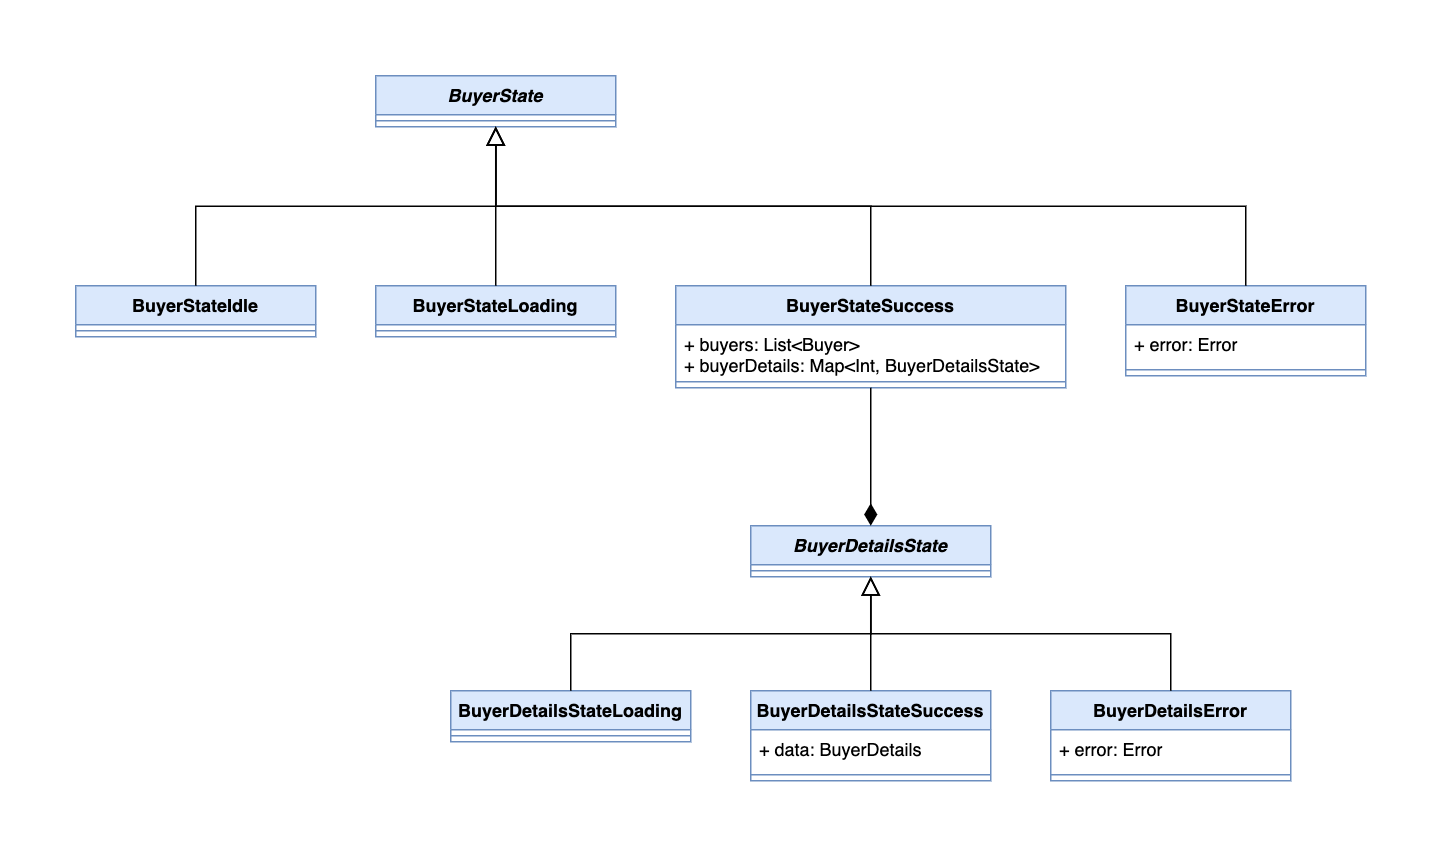 BuyerState
BuyerStateIdle
BuyerStateLoading
BuyerStateSuccess
+ buyers: List<Buyer>
+ buyerDetails: Map<Int, BuyerDetailsState>
BuyerStateError
+ error: Error
BuyerDetailsState
BuyerDetailsStateLoading
BuyerDetailsStateSuccess
+ data: BuyerDetails
BuyerDetailsError
+ error: Error